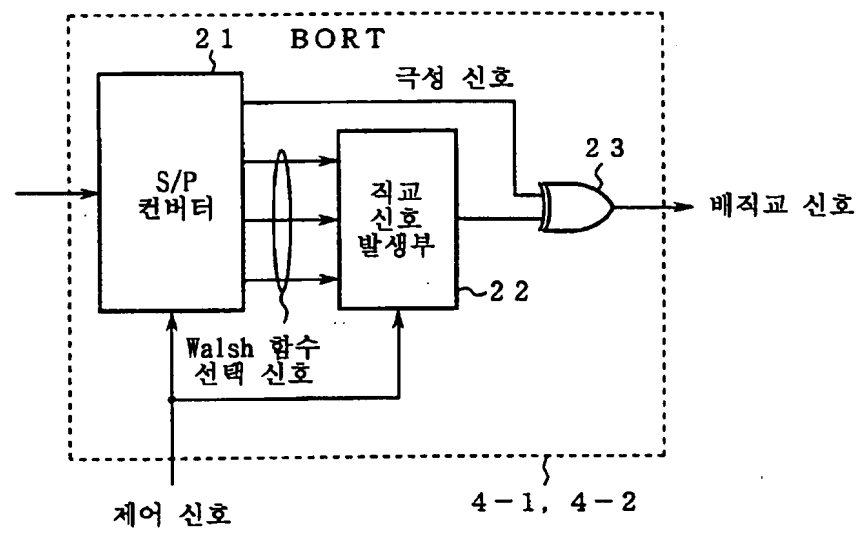 21
BORT
극성 신호
S/P
컨버터
직교
신호
발생부
23
배직교 신호
22
Walsh 함수
선택 신호
제어 신호
4-1, 4-2